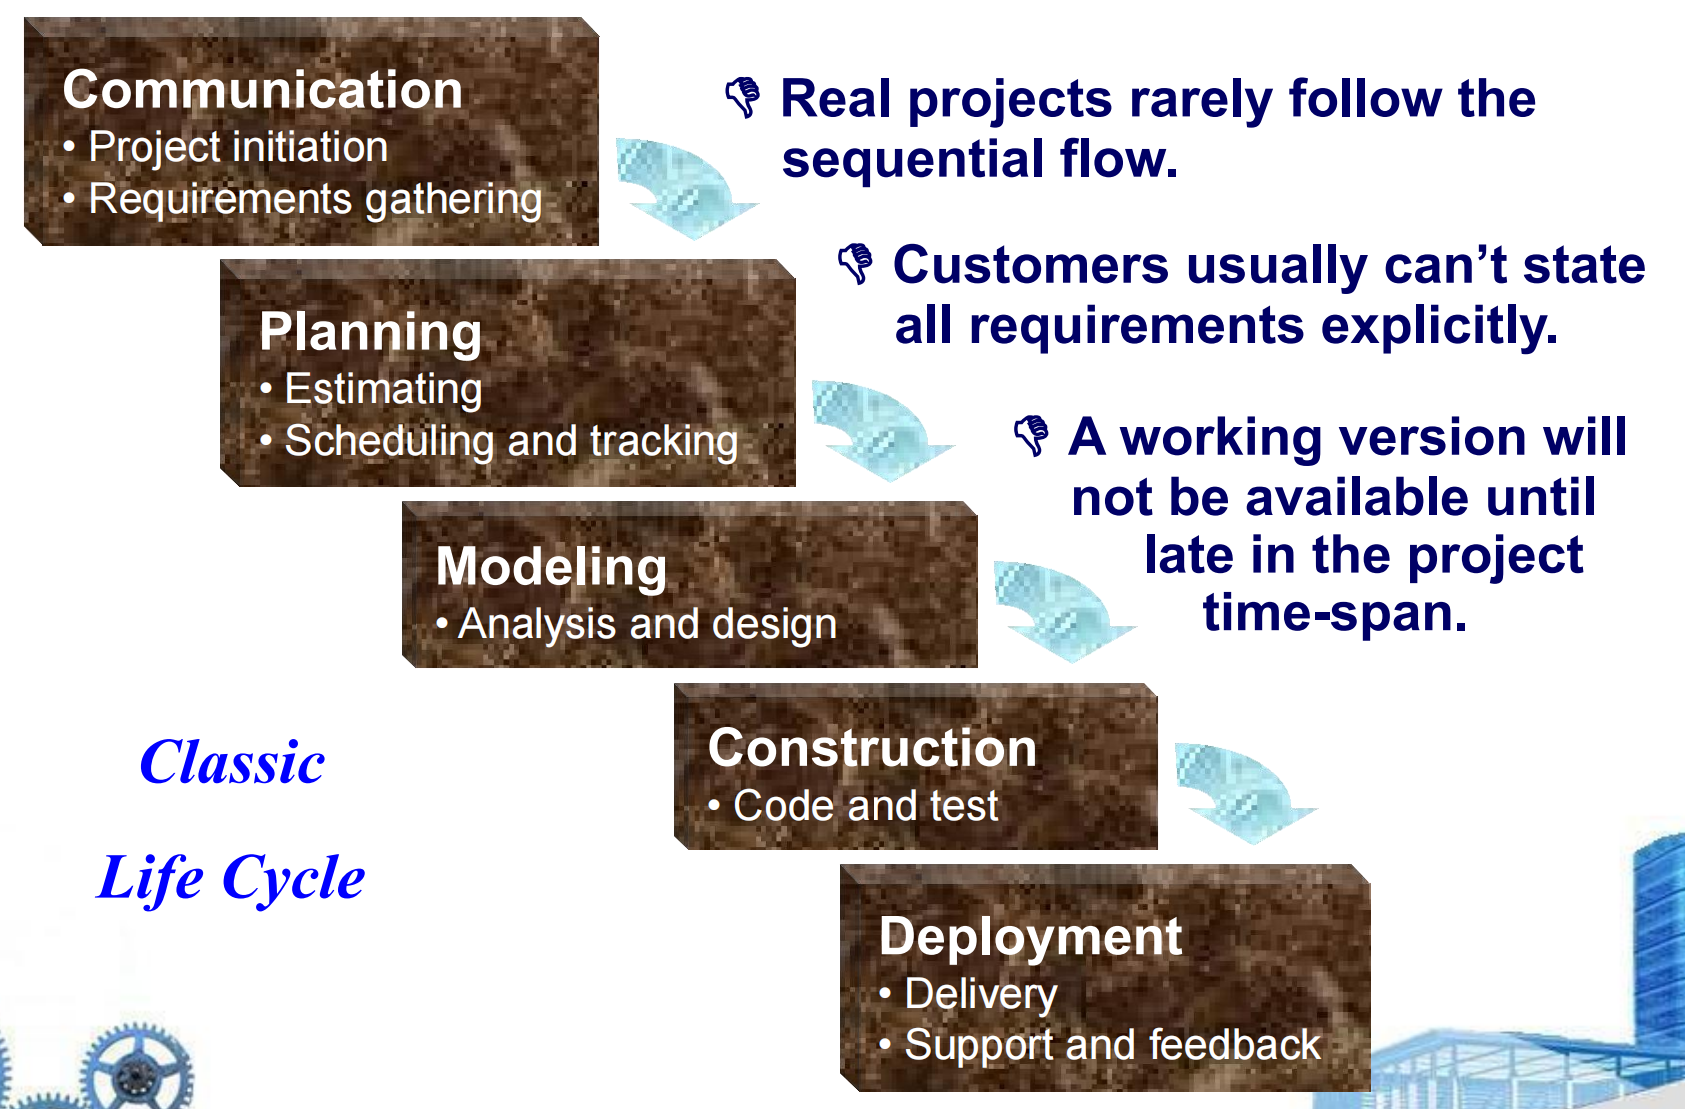 Communication
• Project initiation
• Requirements gathering
👎 Real projects rarely follow the
sequential flow.
Planning
• Estimating
• Scheduling and tracking
👎 Customers usually can’t state
all requirements explicitly.
Modeling
• Analysis and design
👎 A working version will
not be available until
late in the project
time-span.
Construction
• Code and test
Classic
Life Cycle
Deployment
• Delivery
• Support and feedback